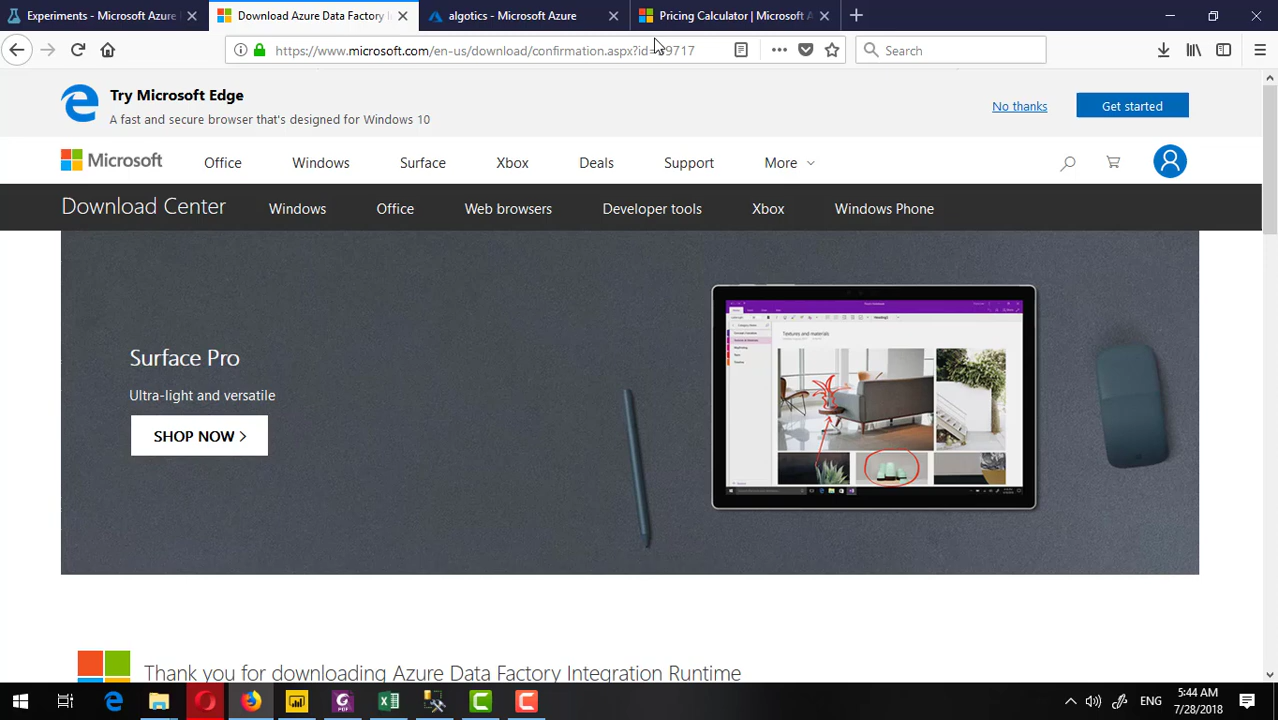 Experiments - Microsoft Azure
Download Azure Data Factory I
algotics - Microsoft Azure
Pricing Calculator | Microsoft A
https://www.microsoft.com/en-us/download/confirmation.aspx?id= 9717
Search
Try Microsoft Edge
A fast and secure browser that's designed for Windows 10
No thanks
Get started
Microsoft
Office
Windows
Surface
Xbox
Deals
Support
More
Download Center
Windows
Office
Web browsers
Developer tools
Xbox
Windows Phone
Surface Pro
Ultra-light and versatile
SHOP NOW >
Textures and materials
Thank you for downloading Azure Data Factory Integration Runtime
ENG
5:44 AM
7/28/2018